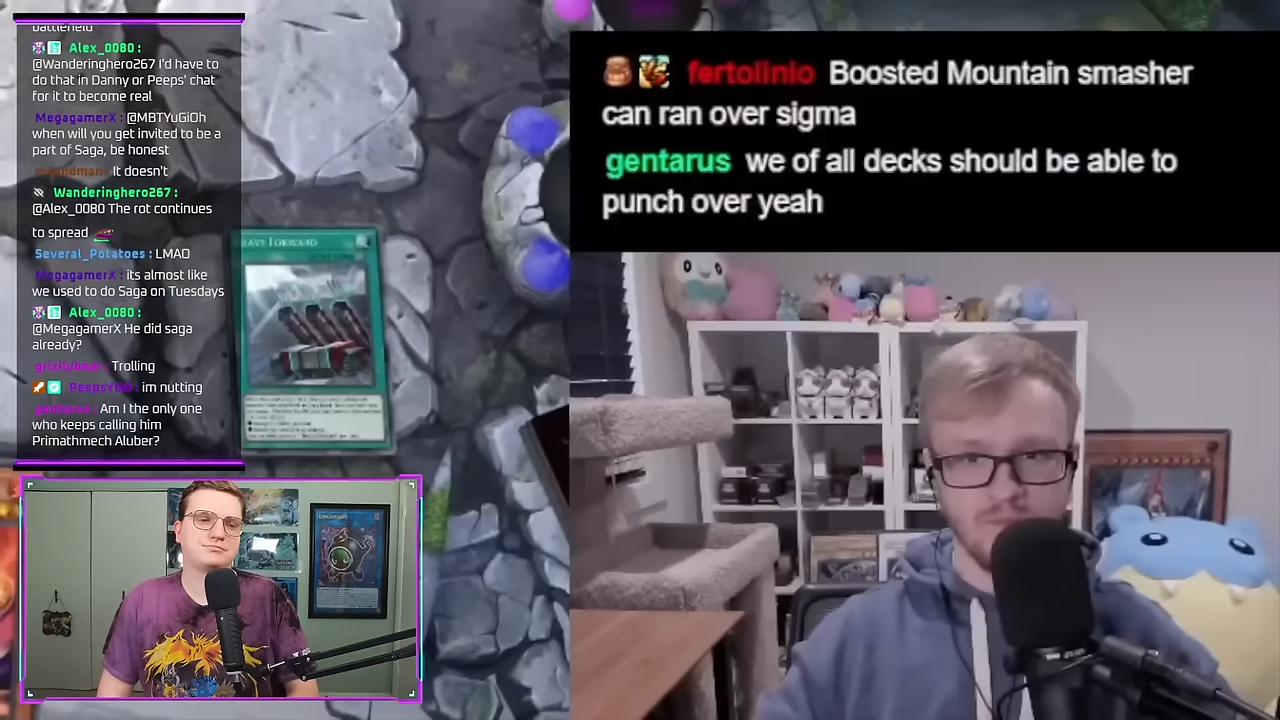 battlefield
Alex_0080 :
@Wanderinghero267 I'd have to
do that in Danny or Peeps' chat
for it to become real
MegagamerX : @MBTYuGiOh
when will you get invited to be a
part of Saga, be honest
It doesn't
Wanderinghero267 :
@Alex_0080 The rot continues
to spread
Several_Potatoes : LMAO
MegagamerX : its almost like
we used to do Saga on Tuesdays
Alex_0080 :
@MegagamerX He did saga
already?
Trolling
PeepsYGO : im nutting
gentarus : Am I the only one
who keeps calling him
Primathmech Aluber?
fertolinio Boosted Mountain smasher
can ran over sigma
gentarus we of all decks should be able to
punch over yeah